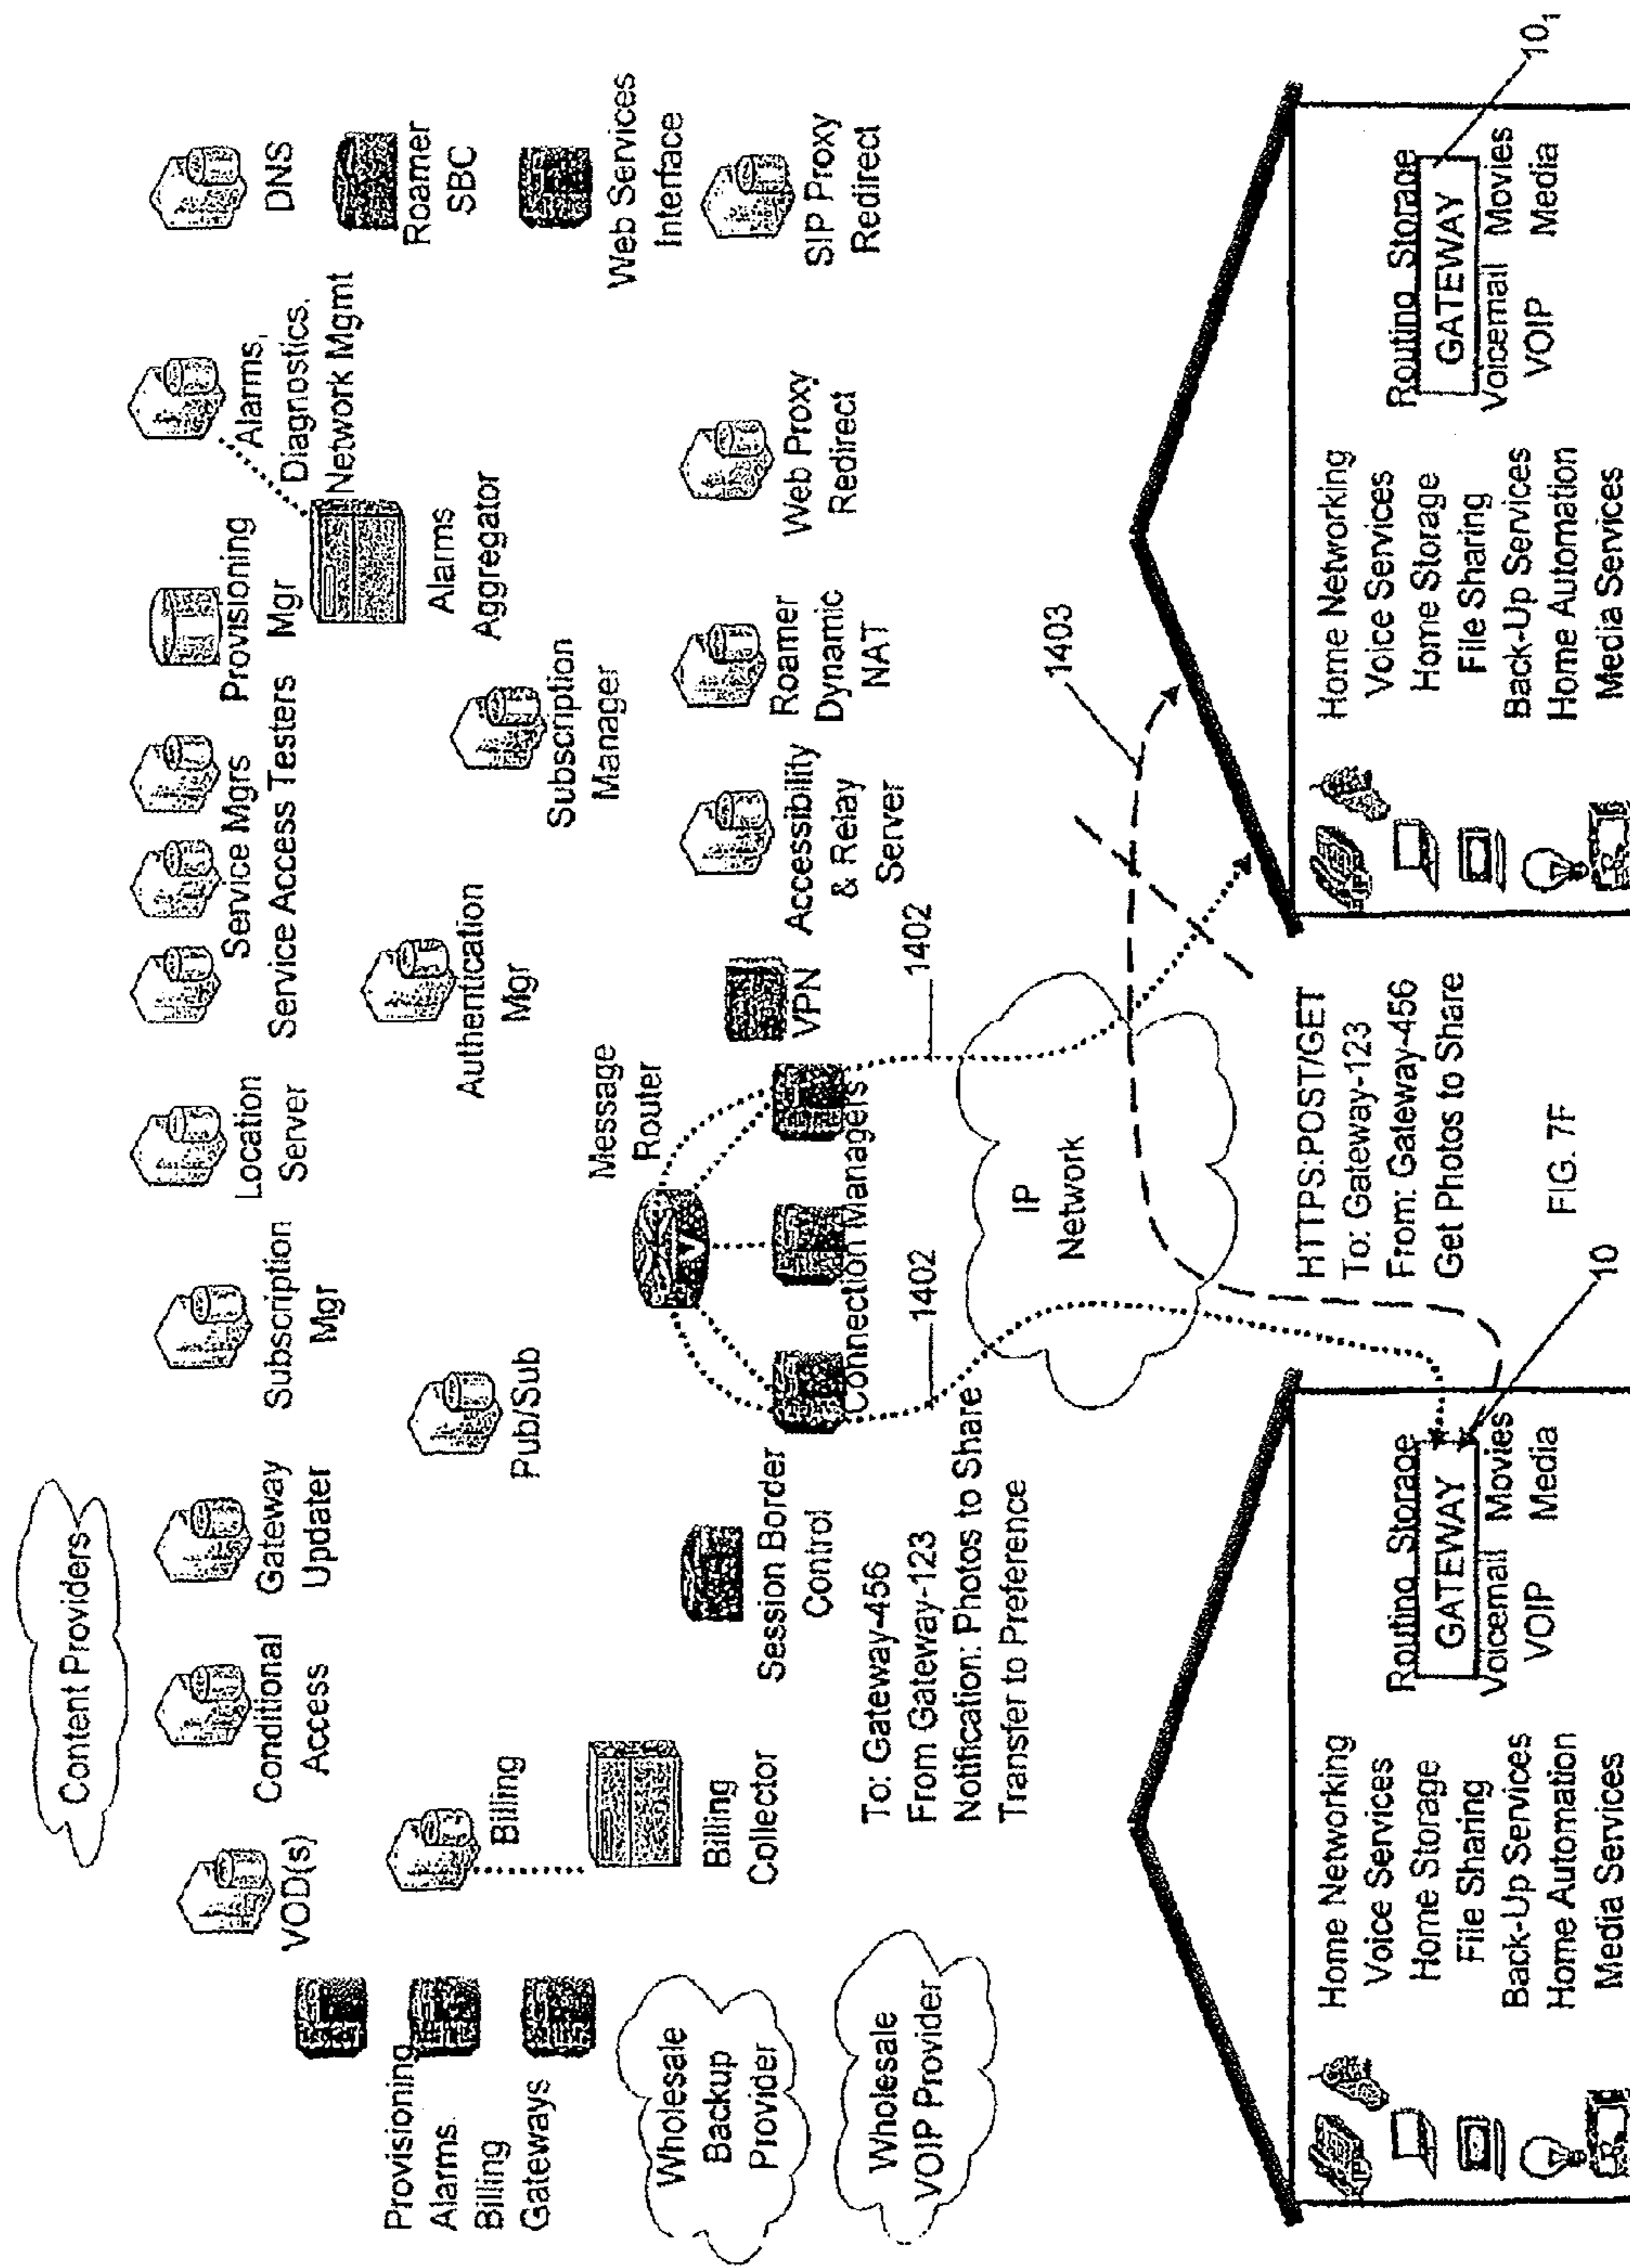 Content Providers
VOD(s)
Conditional
Access
Gateway
Updater
Subscription
Mgr
Location
Server
Service Mgrs
Service Access Testers
Provisioning
Mgr
Alarms,
Diagnostics,
Network Mgmt
DNS
Roamer
SBC
Web Services
Interface
SIP Proxy
Redirect
Provisioning
Alarms
Billing
Gateways
Billing
Billing
Collector
Pub/Sub
Authentication
Mgr
Subscription
Manager
Alarms
Aggregator
Wholesale
Backup
Provider
Wholesale
VOIP Provider
Session Border
Control
Message
Router
Connection Managers
VPN
Accessibility
& Relay
Server
Roamer
Dynamic
NAT
Web Proxy
Redirect
To: Gateway-456
From Gateway-123
Notification: Photos to Share
Transfer to Preference
1402
1402
1403
IP
Network
HTTPS:POST/GET
To: Gateway-123
From: Gateway-456
Get Photos to Share
Home Networking
Voice Services
Home Storage
File Sharing
Back-Up Services
Home Automation
Media Services
Routing Storage
GATEWAY
Voicemail Movies
VOIP Media
10
Home Networking
Voice Services
Home Storage
File Sharing
Back-Up Services
Home Automation
Media Services
Routing Storage
GATEWAY
Voicemail Movies
VOIP Media
10₁
FIG. 7F